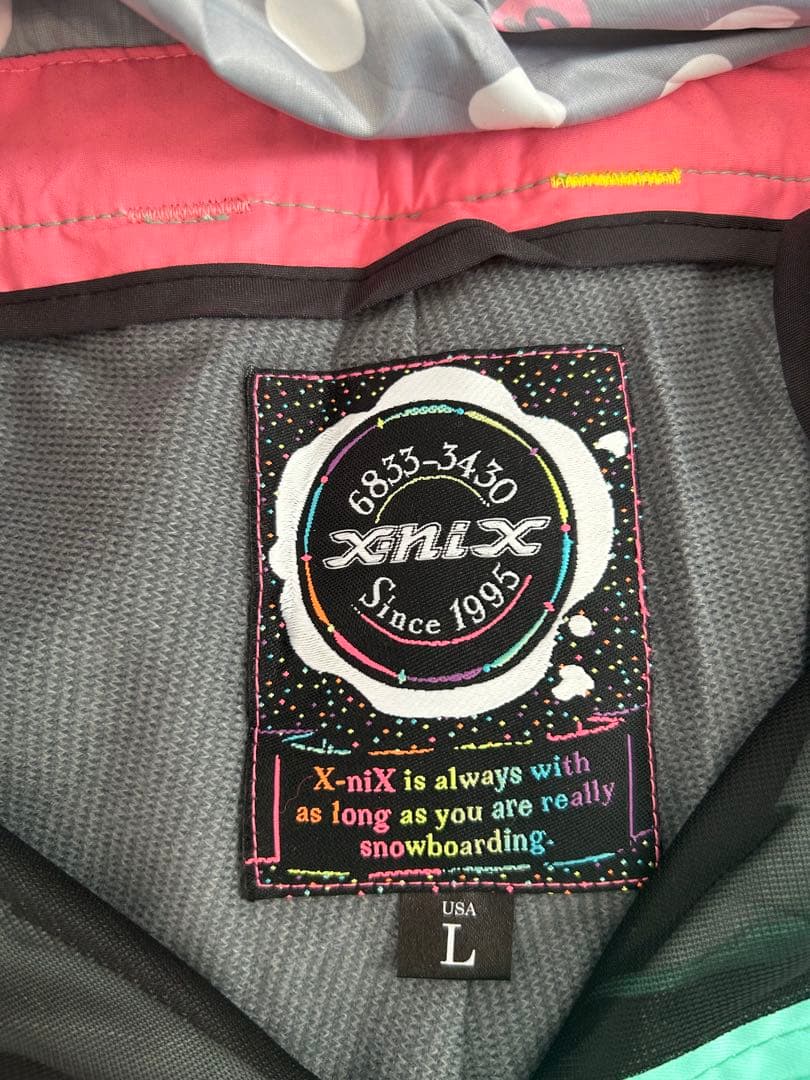 6833-3430
x-nix
Since 1995
X-niX is always with
as long as you are really
snowboarding.
USA
L